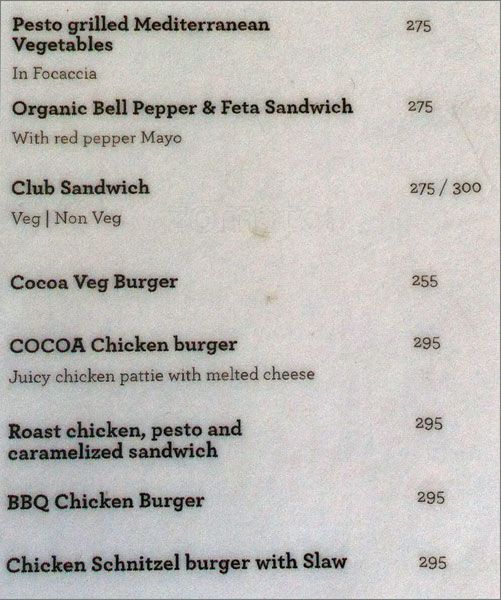 Pesto grilled Mediterranean 275
Vegetables
In Focaccia
Organic Bell Pepper & Feta Sandwich 275
With red pepper Mayo
Club Sandwich 275 / 300
Veg | Non Veg
Cocoa Veg Burger 255
COCOA Chicken burger 295
Juicy chicken pattie with melted cheese
Roast chicken, pesto and 295
caramelized sandwich
BBQ Chicken Burger 295
Chicken Schnitzel burger with Slaw 295